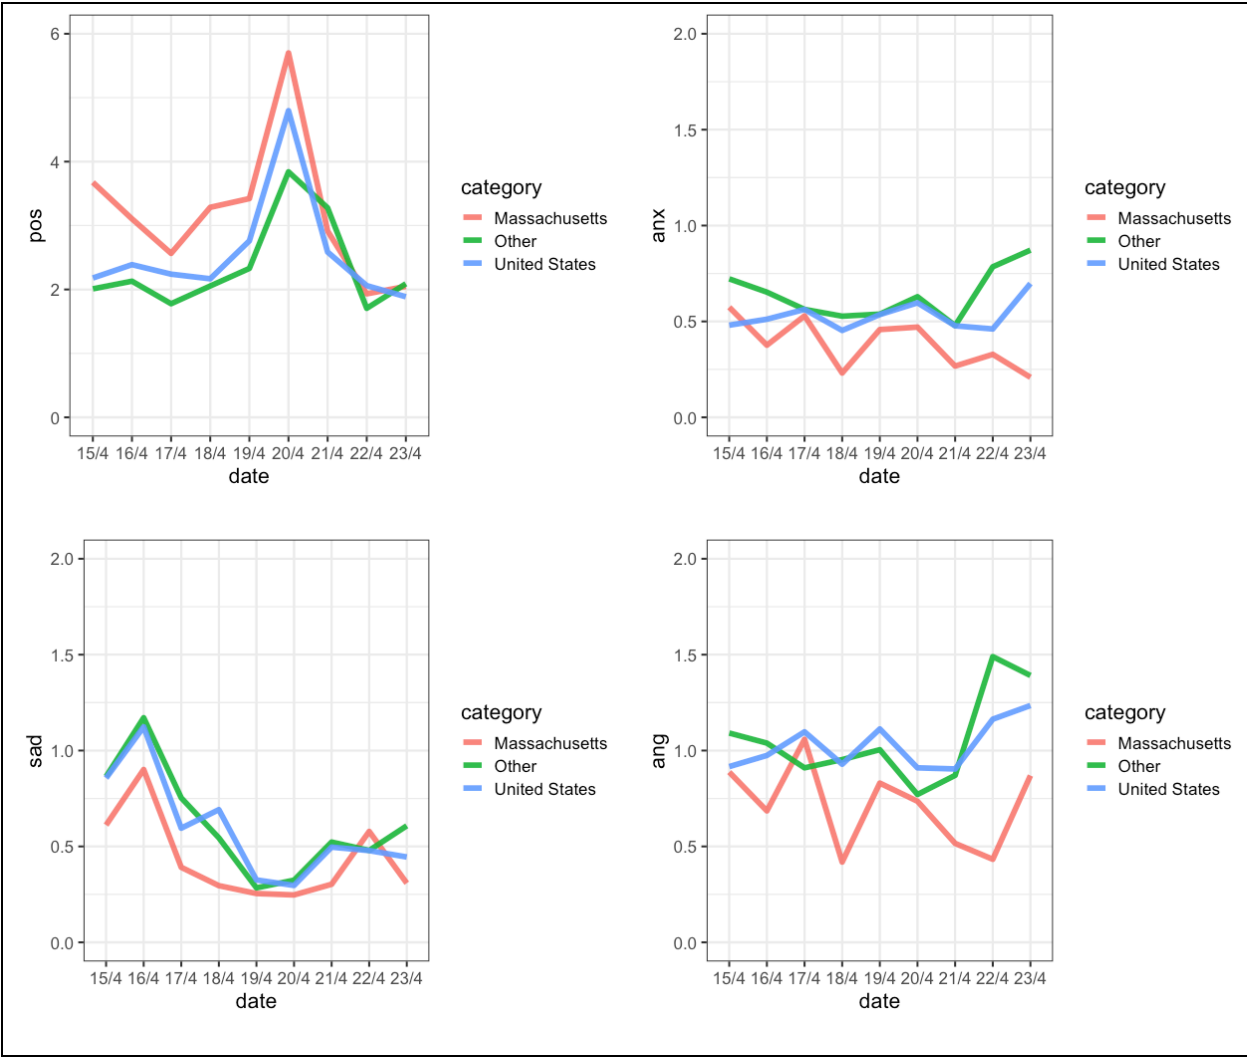 pos
6
4
2
0
15/4 16/4 17/4 18/4 19/4 20/4 21/4 22/4 23/4
date
category
Massachusetts
Other
United States
anx
2.0
1.5
1.0
0.5
0.0
15/4 16/4 17/4 18/4 19/4 20/4 21/4 22/4 23/4
date
category
Massachusetts
Other
United States
sad
2.0
1.5
1.0
0.5
0.0
15/4 16/4 17/4 18/4 19/4 20/4 21/4 22/4 23/4
date
category
Massachusetts
Other
United States
ang
2.0
1.5
1.0
0.5
0.0
15/4 16/4 17/4 18/4 19/4 20/4 21/4 22/4 23/4
date
category
Massachusetts
Other
United States